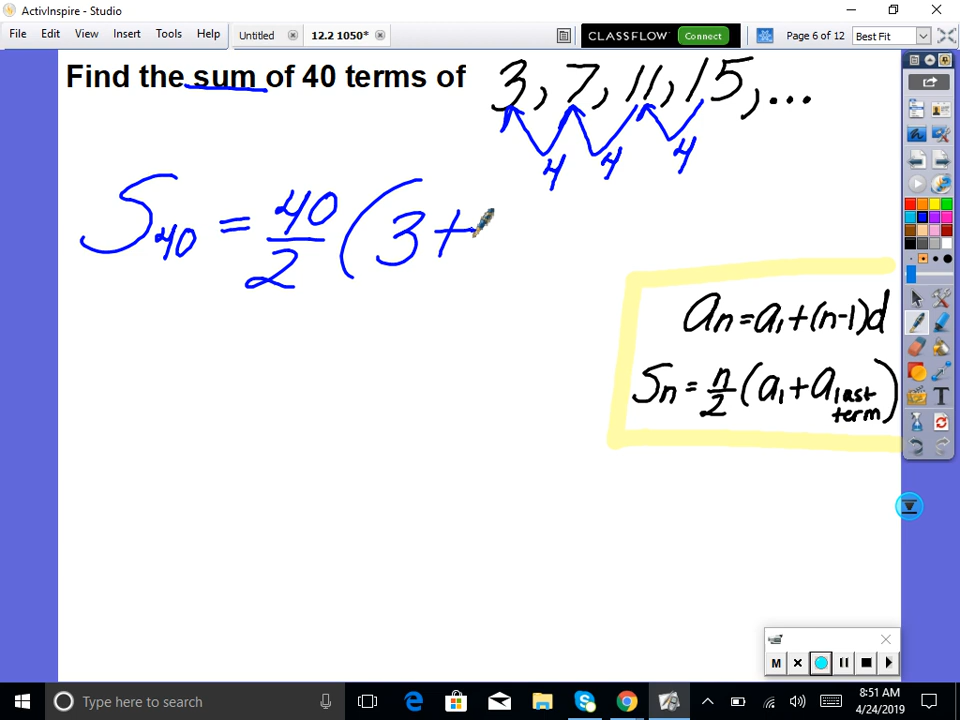 ActivInspire - Studio
File Edit View Insert Tools Help Untitled 12.2 1050* CLASSFLOW Connect Page 6 of 12 Best Fit
Find the sum of 40 terms of 3, 7, 11, 15, ...
4 4 4
S40 = 40/2 (3 +
an = a1 + (n-1)d
Sn = n/2 (a1 + alast term)
T
M
Type here to search
8:51 AM
4/24/2019